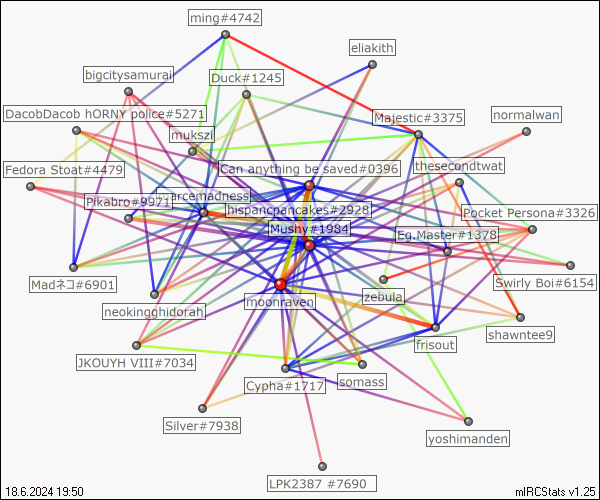 ming#4742
eliakith
bigcitysamurai
Duck#1245
DacobDacob hORNY police#5271
Majestic#3375
normalwan
mukszi
Fedora Stoat#4479
Can anything be saved#0396
thesecondtwat
Pikabro#9971
marcemadness
hispancpancakes#2928
Pocket Persona#3326
Mushy#1984
Eg.Master#1378
Madネコ#6901
Swirly Boi#6154
neokingghidorah
moonraven
zebula
shawntee9
frisout
JKOUYH VIII#7034
Cypha#1717
somass
Silver#7938
yoshimanden
LPK2387 #7690
18.6.2024 19:50
mIRCStats v1.25